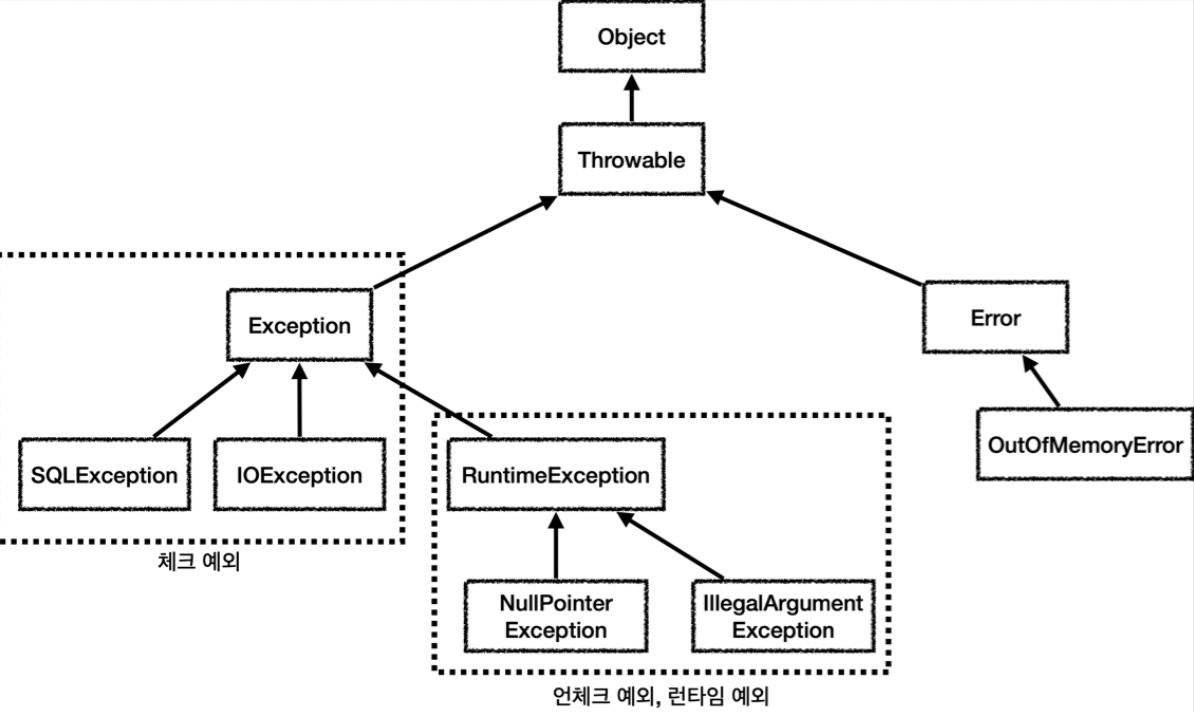 Object
Throwable
Exception
Error
SQLException
IOException
RuntimeException
OutOfMemoryError
체크 예외
NullPointer
Exception
IllegalArgument
Exception
언체크 예외, 런타임 예외